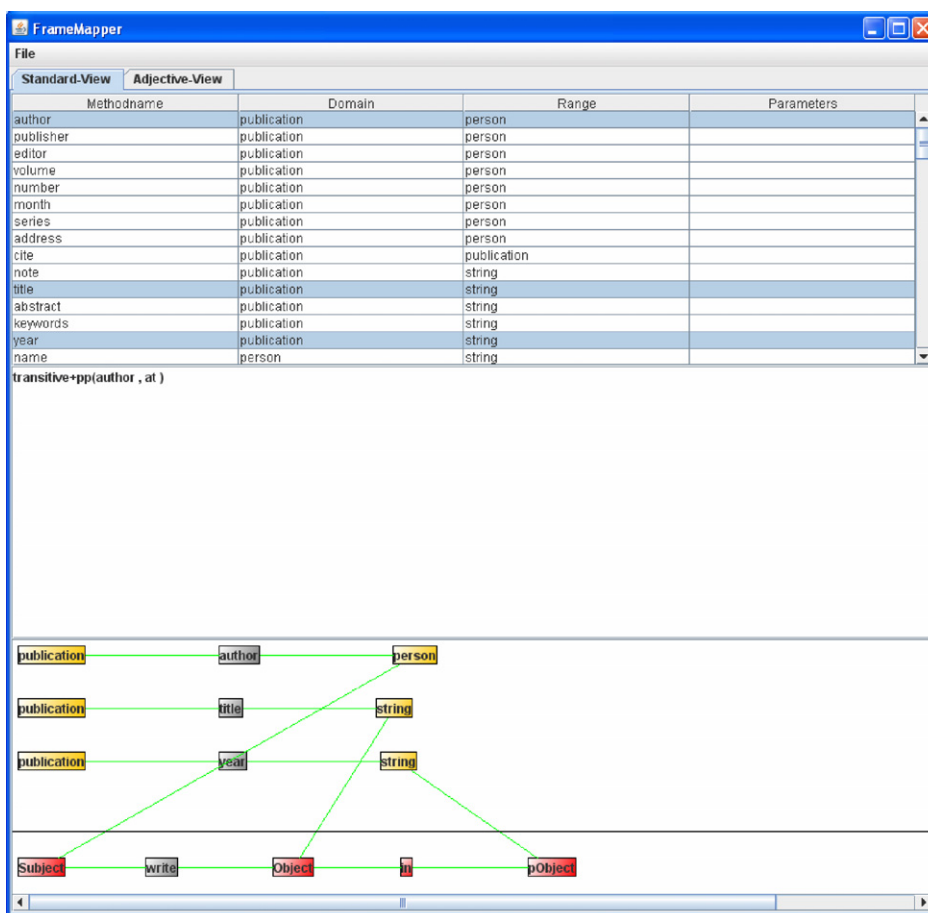 FrameMapper
File
Standard-View Adjective-View
Methodname Domain Range Parameters
author publication person
publisher publication person
editor publication person
volume publication person
number publication person
month publication person
series publication person
address publication person
cite publication publication
note publication string
title publication string
abstract publication string
keywords publication string
year publication string
name person string
transitive+pp(author , at )
publication author person
publication title string
publication year string
Subject write Object in pObject